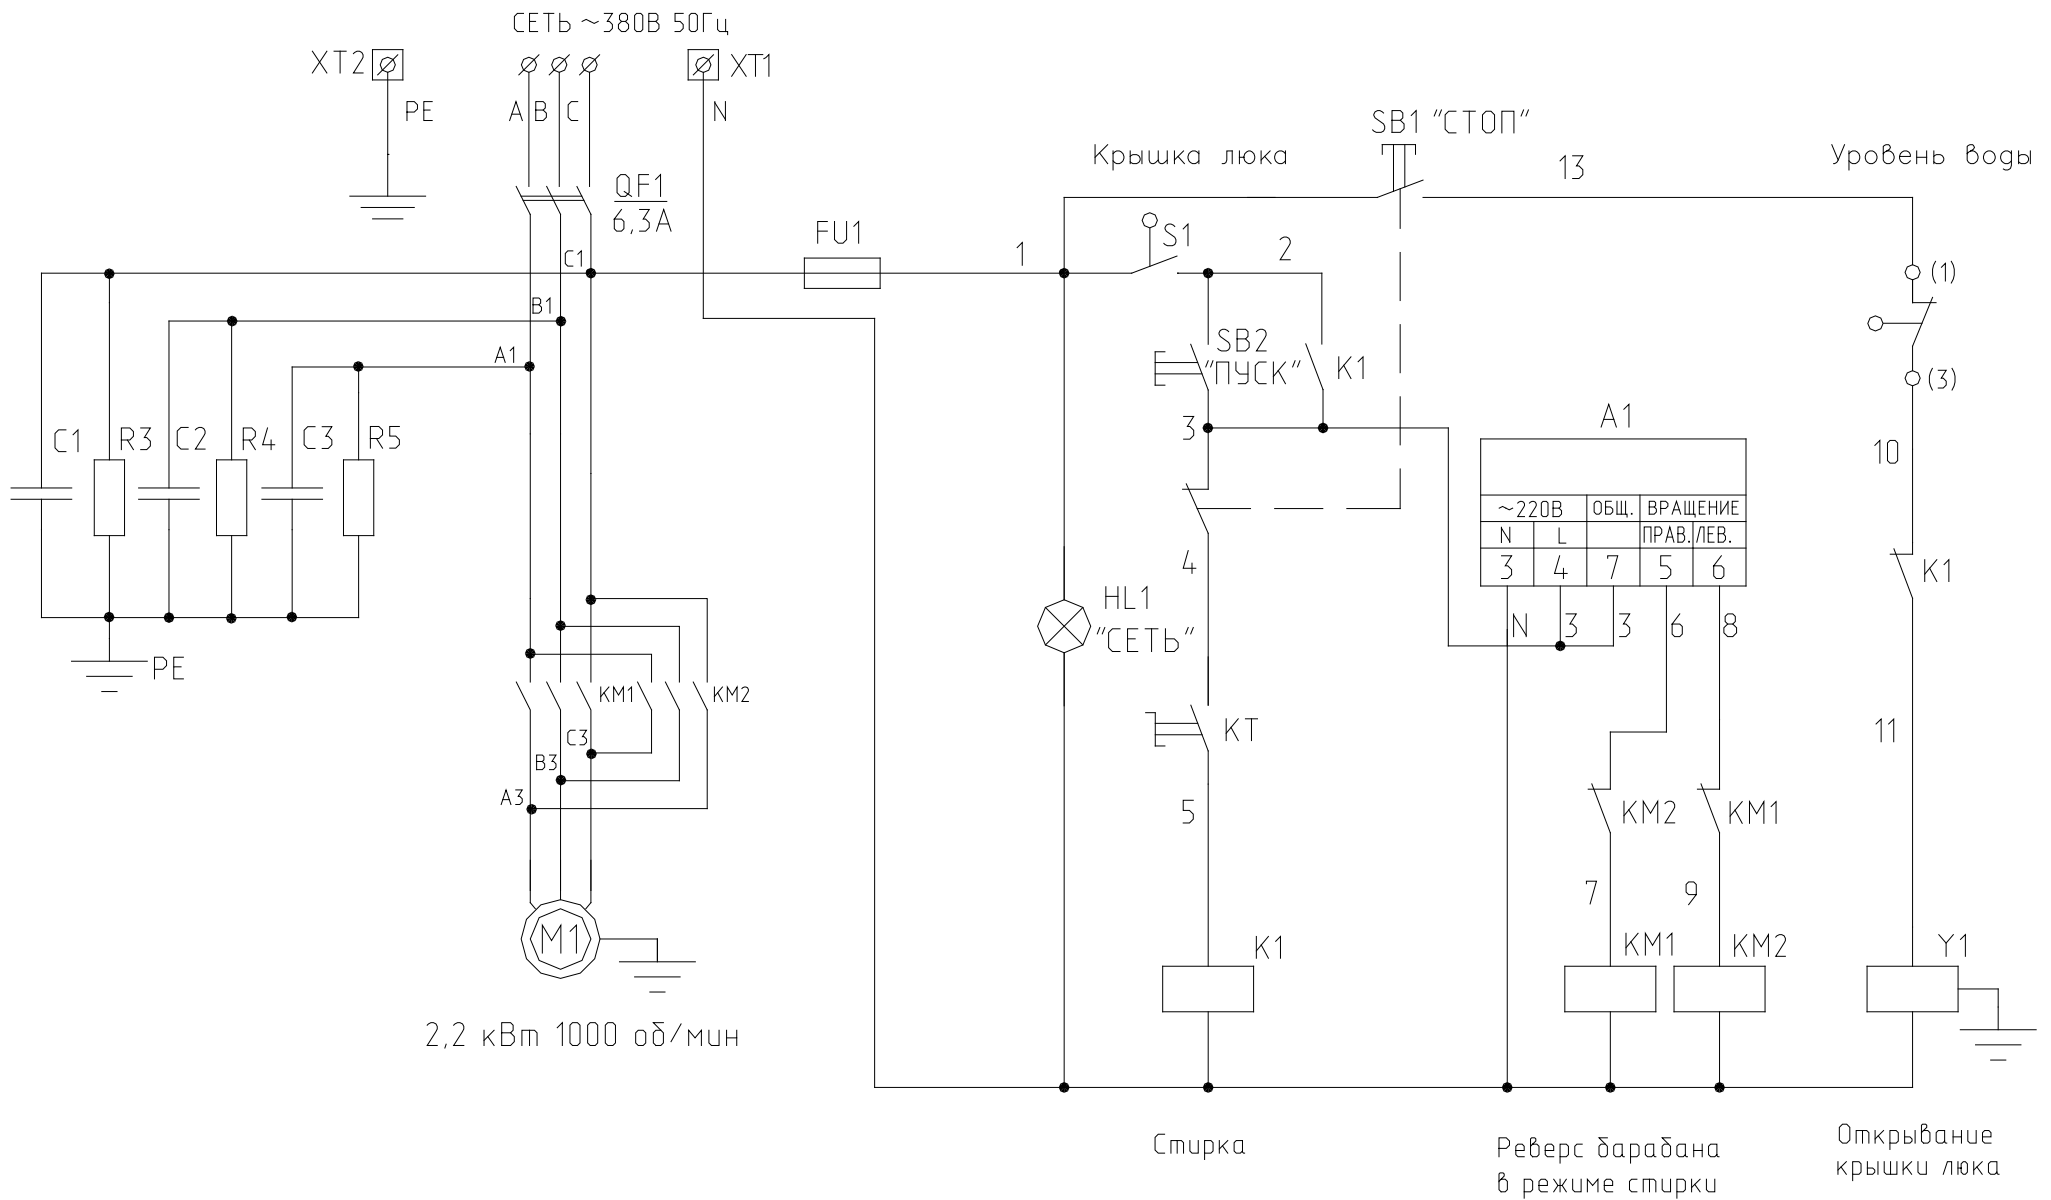 СЕТЬ ~380В 50Гц
XT2
XT1
PE
A B C
N
SB1 "СТОП"
Крышка люка
13
Уровень воды
QF1
6,3А
FU1
S1
C1
1
2
(1)
B1
A1
SB2
"ПУСК"
K1
(3)
3
A1
C1 R3 C2 R4 C3 R5
10
~220В ОБЩ. ВРАЩЕНИЕ
N L ПРАВ. ЛЕВ.
3 4 7 5 6
4
K1
HL1
"СЕТЬ"
N 3 3 6 8
PE
KM1 KM2
C3
KT
11
B3
A3
5
KM2 KM1
7 9
M1
K1
KM1 KM2
Y1
2,2 кВт 1000 об/мин
Стирка
Реверс барабана
в режиме стирки
Открывание
крышки люка